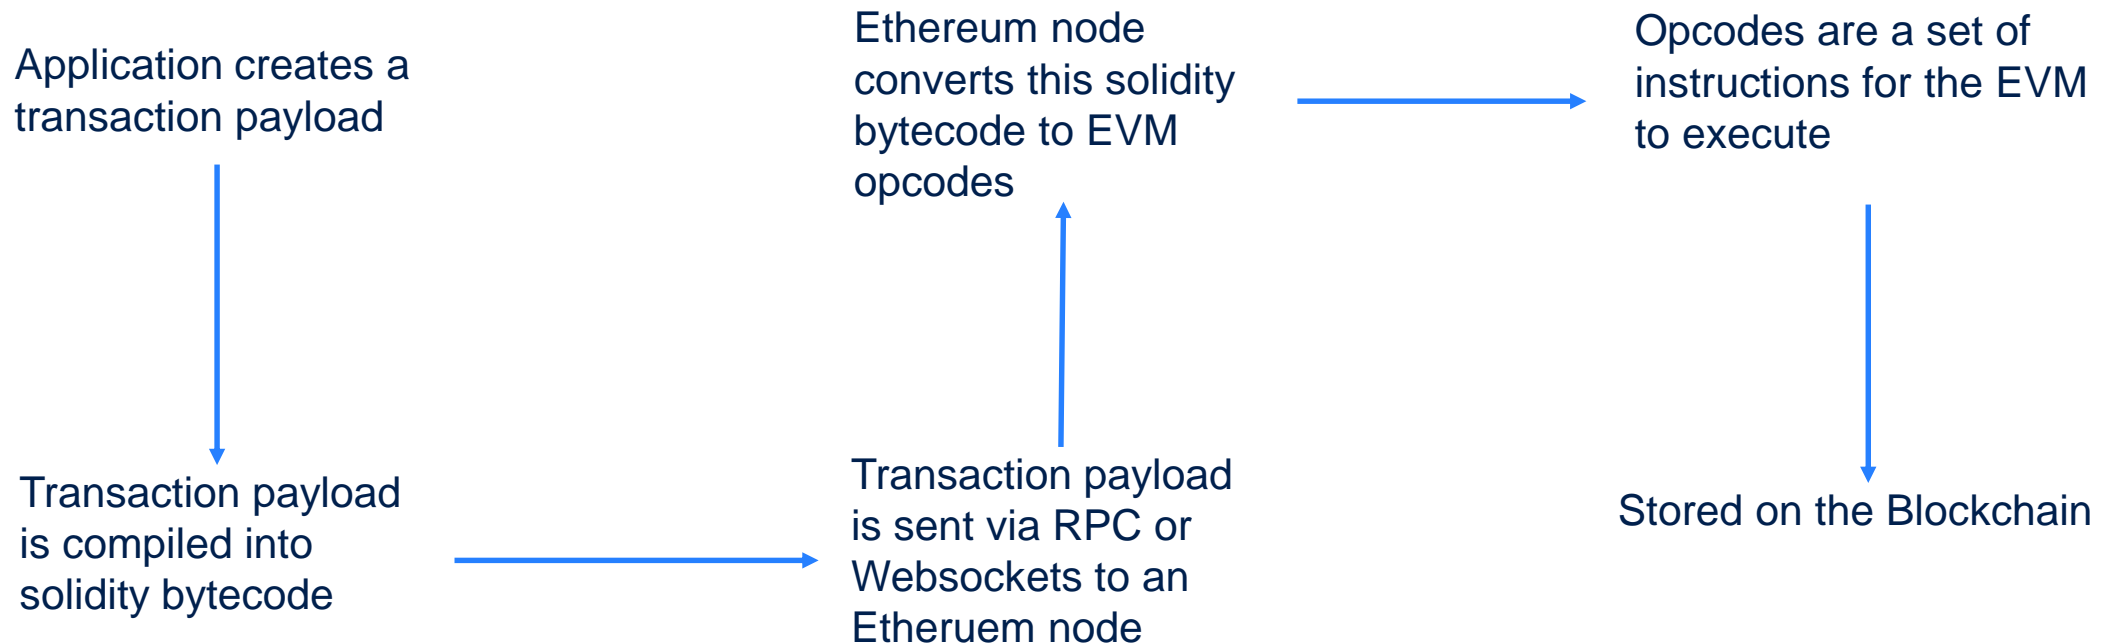 Application creates a
transaction payload
Transaction payload
is compiled into
solidity bytecode
Transaction payload
is sent via RPC or
Websockets to an
Etheruem node
Ethereum node
converts this solidity
bytecode to EVM
opcodes
Opcodes are a set of
instructions for the EVM
to execute
Stored on the Blockchain